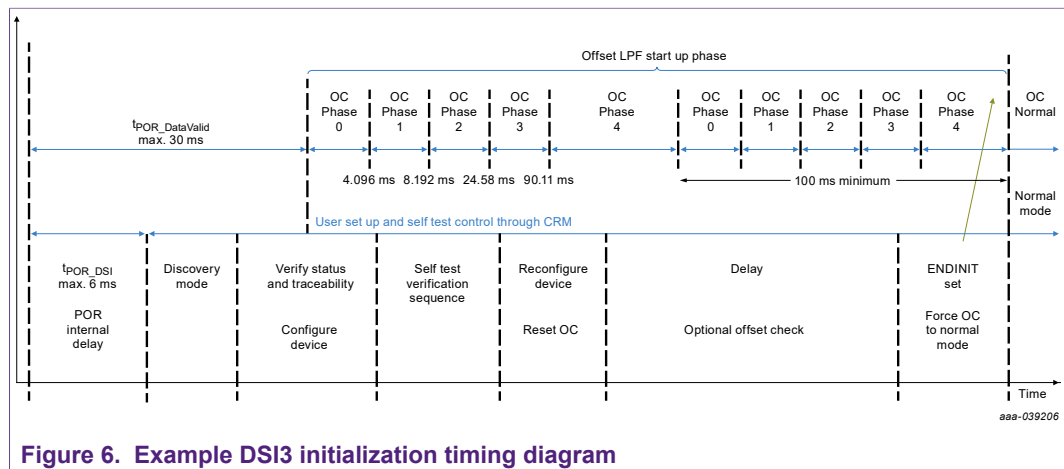 Offset LPF start up phase
OC
Phase
0
OC
Phase
1
OC
Phase
2
OC
Phase
3
OC
Phase
4
OC
Phase
0
OC
Phase
1
OC
Phase
2
OC
Phase
3
OC
Phase
4
OC
Normal
tPOR_DataValid
max. 30 ms
4.096 ms
8.192 ms
24.58 ms
90.11 ms
100 ms minimum
Normal
mode
User set up and self test control through CRM
tPOR_DSI
max. 6 ms
POR
internal
delay
Discovery
mode
Verify status
and traceability
Configure
device
Self test
verification
sequence
Reconfigure
device
Reset OC
Delay
Optional offset check
ENDINIT
set
Force OC
to normal
mode
Time
aaa-039206
Figure 6. Example DSI3 initialization timing diagram